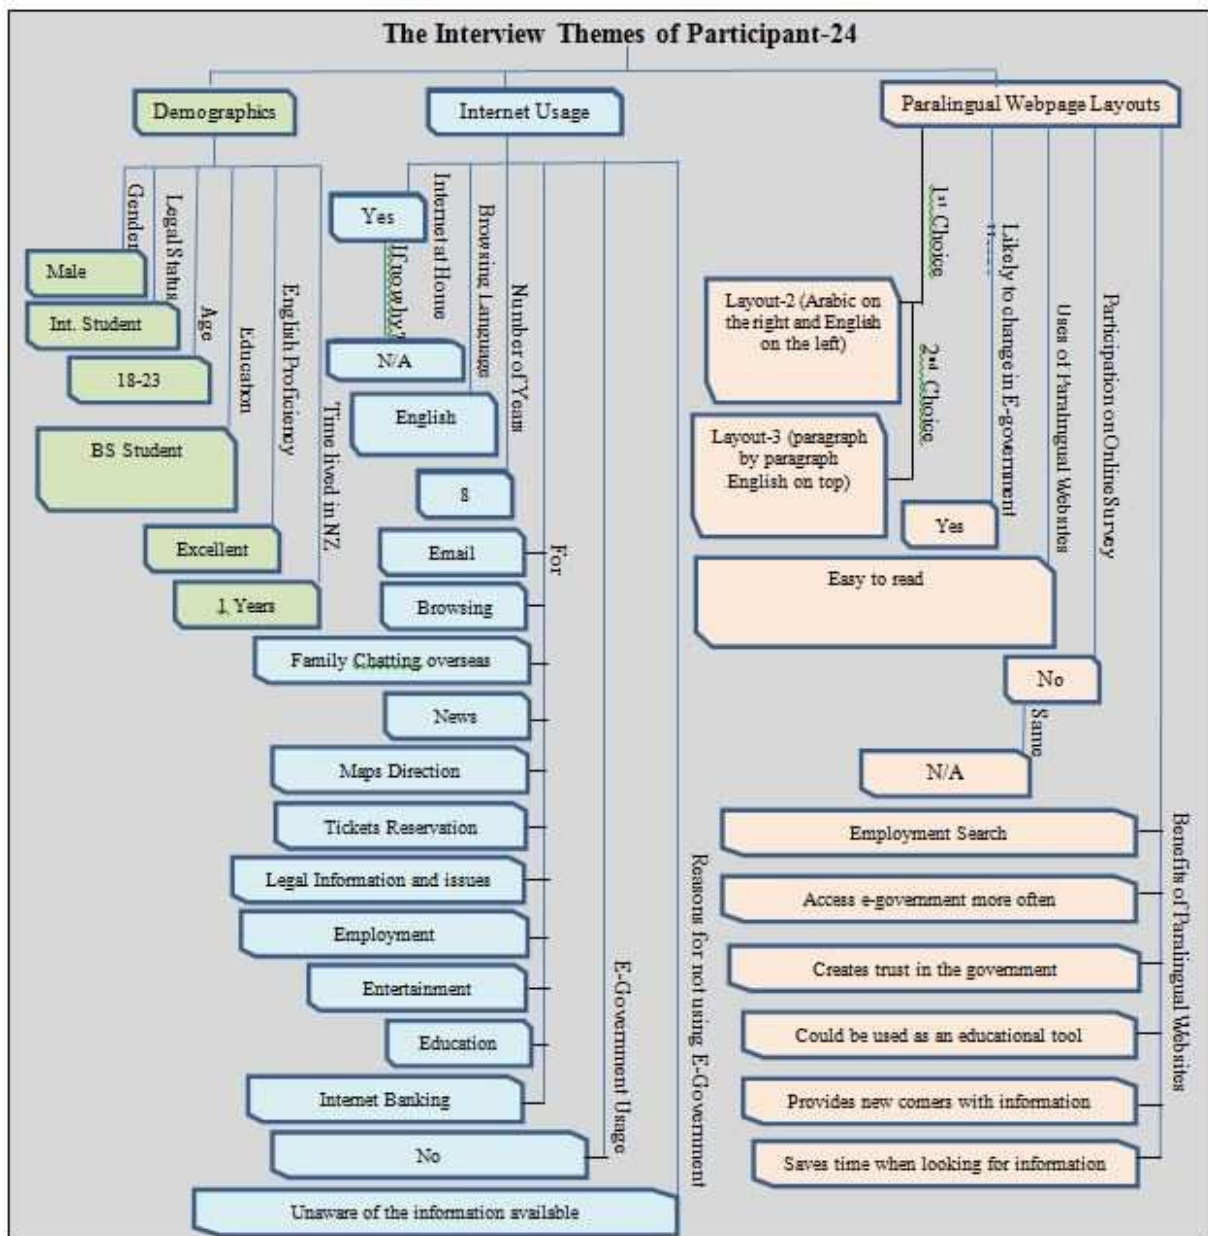 The Interview Themes of Participant-24
Demographics
Gender
Male
Legal Status
Int. Student
Age
18-23
Education
BS Student
English Proficiency
Excellent
Time lived in NZ
1 Years
Internet Usage
Internet at Home
Yes
If no why?
N/A
Browsing Language
English
Number of Years
8
For
Email
Browsing
Family Chatting overseas
News
Maps Direction
Tickets Reservation
Legal Information and issues
Employment
Entertainment
Education
Internet Banking
E-Government Usage
No
Reasons for not using E-Government
Unaware of the information available
Paralingual Webpage Layouts
1st Choice
Layout-2 (Arabic on
the right and English
on the left)
2nd Choice
Layout-3 (paragraph
by paragraph
English on top)
Likely to change in E-government
Yes
Uses of Paralingual Websites
Easy to read
Participation on Online Survey
No
Same
N/A
Benefits of Paralingual Websites
Employment Search
Access e-government more often
Creates trust in the government
Could be used as an educational tool
Provides new comers with information
Saves time when looking for information